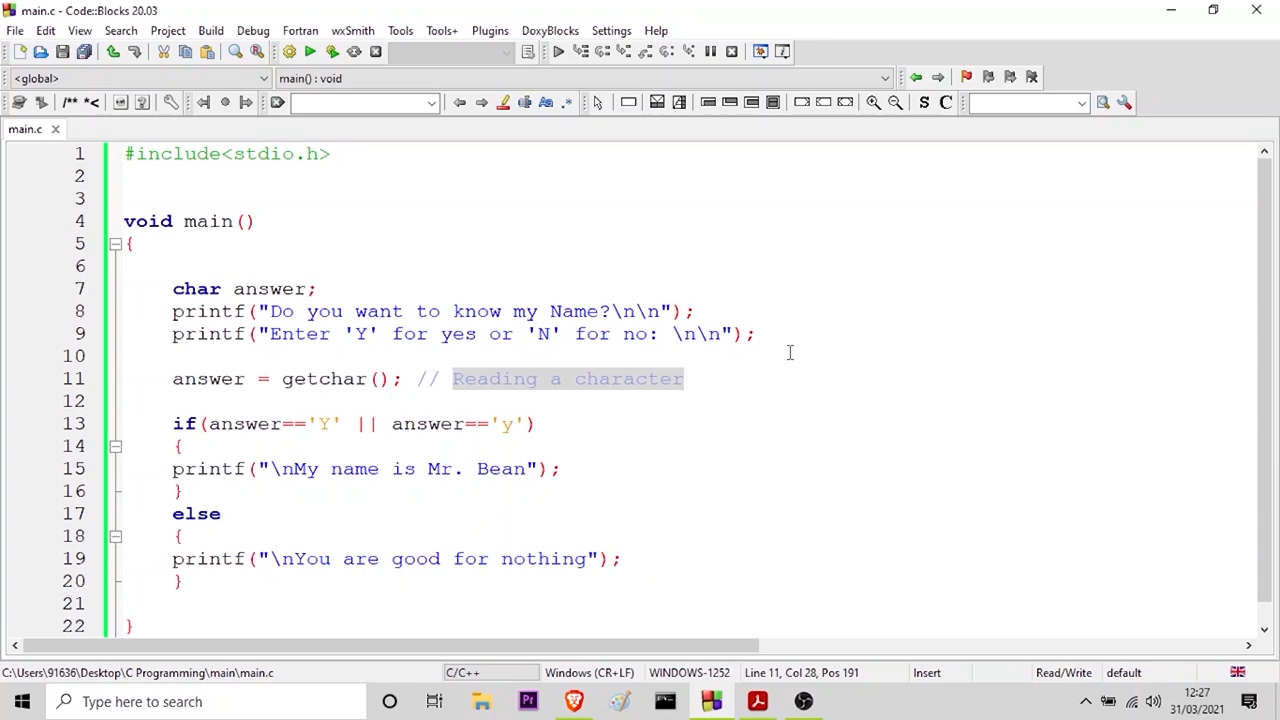 main.c - Code::Blocks 20.03
File Edit View Search Project Build Debug Fortran wxSmith Tools Tools+ Plugins DoxyBlocks Settings Help
<global> main() : void
/** *< Aa .* S C
main.c
1 #include<stdio.h>
2
3
4 void main()
5 {
6
7 char answer;
8 printf("Do you want to know my Name?\n\n");
9 printf("Enter 'Y' for yes or 'N' for no: \n\n");
10
11 answer = getchar(); // Reading a character
12
13 if(answer=='Y' || answer=='y')
14 {
15 printf("\nMy name is Mr. Bean");
16 }
17 else
18 {
19 printf("\nYou are good for nothing");
20 }
21
22 }
C:\Users\91636\Desktop\C Programming\main\main.c C/C++ Windows (CR+LF) WINDOWS-1252 Line 11, Col 28, Pos 191 Insert Read/Write default
Type here to search Pr 12:27
31/03/2021